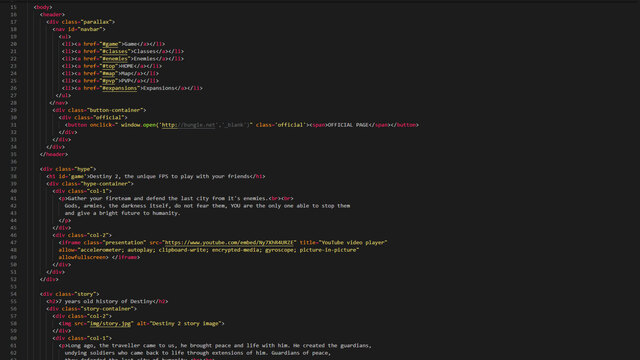 15 <body>
16 <header>
17 <div class="parallax">
18 <nav id="navbar">
19 <ul>
20 <li><a href="#game">Game</a></li>
21 <li><a href="#classes">Classes</a></li>
22 <li><a href="#enemies">Enemies</a></li>
23 <li><a href="#top">HOME</a></li>
24 <li><a href="#map">Map</a></li>
25 <li><a href="#pvp">PVP</a></li>
26 <li><a href="#expansions">Expansions</a></li>
27 </ul>
28 </nav>
29 <div class="button-container">
30 <div class="official">
31 <button onclick=" window.open('http://bungie.net','_blank')" class='official'><span>OFFICIAL PAGE</span></button>
32 </div>
33 </div>
34 </div>
35 </header>
36
37 <div class="hype">
38 <h1 id='game'>Destiny 2, the unique FPS to play with your friends</h1>
39 <div class="hype-container">
40 <div class="col-1">
41 <p>Gather your fireteam and defend the last city from it's enemies.<br><br>
42 Gods, armies, the darkness itself, do not fear them, YOU are the only one able to stop them
43 and give a bright future to humanity.
44 </p>
45 </div>
46 <div class="col-2">
47 <iframe class="presentation" src="https://www.youtube.com/embed/Ny7XhR4URZE" title="YouTube video player"
48 allow="accelerometer; autoplay; clipboard-write; encrypted-media; gyroscope; picture-in-picture"
49 allowfullscreen> </iframe>
50 </div>
51 </div>
52 </div>
53
54 <div class="story">
55 <h2>7 years old history of Destiny</h2>
56 <div class="story-container">
57 <div class="col-2">
58 <img src="img/story.jpg" alt="Destiny 2 story image">
59 </div>
60 <div class="col-1">
61 <p>Long ago, the traveller came to us, he brought peace and life with him. He created the guardians,
62 undying soldiers who came back to life through extensions of him. Guardians of peace,